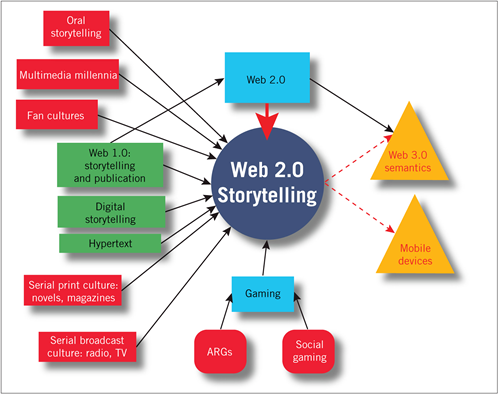 Oral
storytelling
Multimedia millennia
Fan cultures
Web 1.0:
storytelling
and publication
Digital
storytelling
Hypertext
Serial print culture:
novels, magazines
Serial broadcast
culture: radio, TV
Web 2.0
Web 2.0
Storytelling
Gaming
ARGs
Social
gaming
Web 3.0
semantics
Mobile
devices